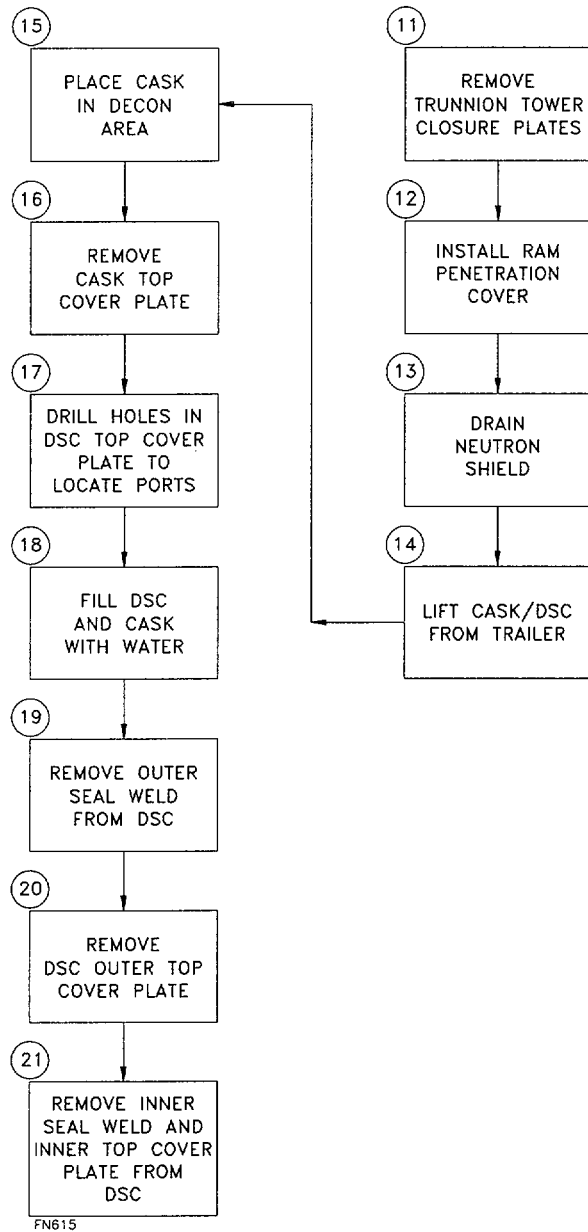 11
REMOVE
TRUNNION TOWER
CLOSURE PLATES
12
INSTALL RAM
PENETRATION
COVER
13
DRAIN
NEUTRON
SHIELD
14
LIFT CASK/DSC
FROM TRAILER
15
PLACE CASK
IN DECON
AREA
16
REMOVE
CASK TOP
COVER PLATE
17
DRILL HOLES IN
DSC TOP COVER
PLATE TO
LOCATE PORTS
18
FILL DSC
AND CASK
WITH WATER
19
REMOVE OUTER
SEAL WELD
FROM DSC
20
REMOVE
DSC OUTER TOP
COVER PLATE
21
REMOVE INNER
SEAL WELD AND
INNER TOP COVER
PLATE FROM
DSC
FN615